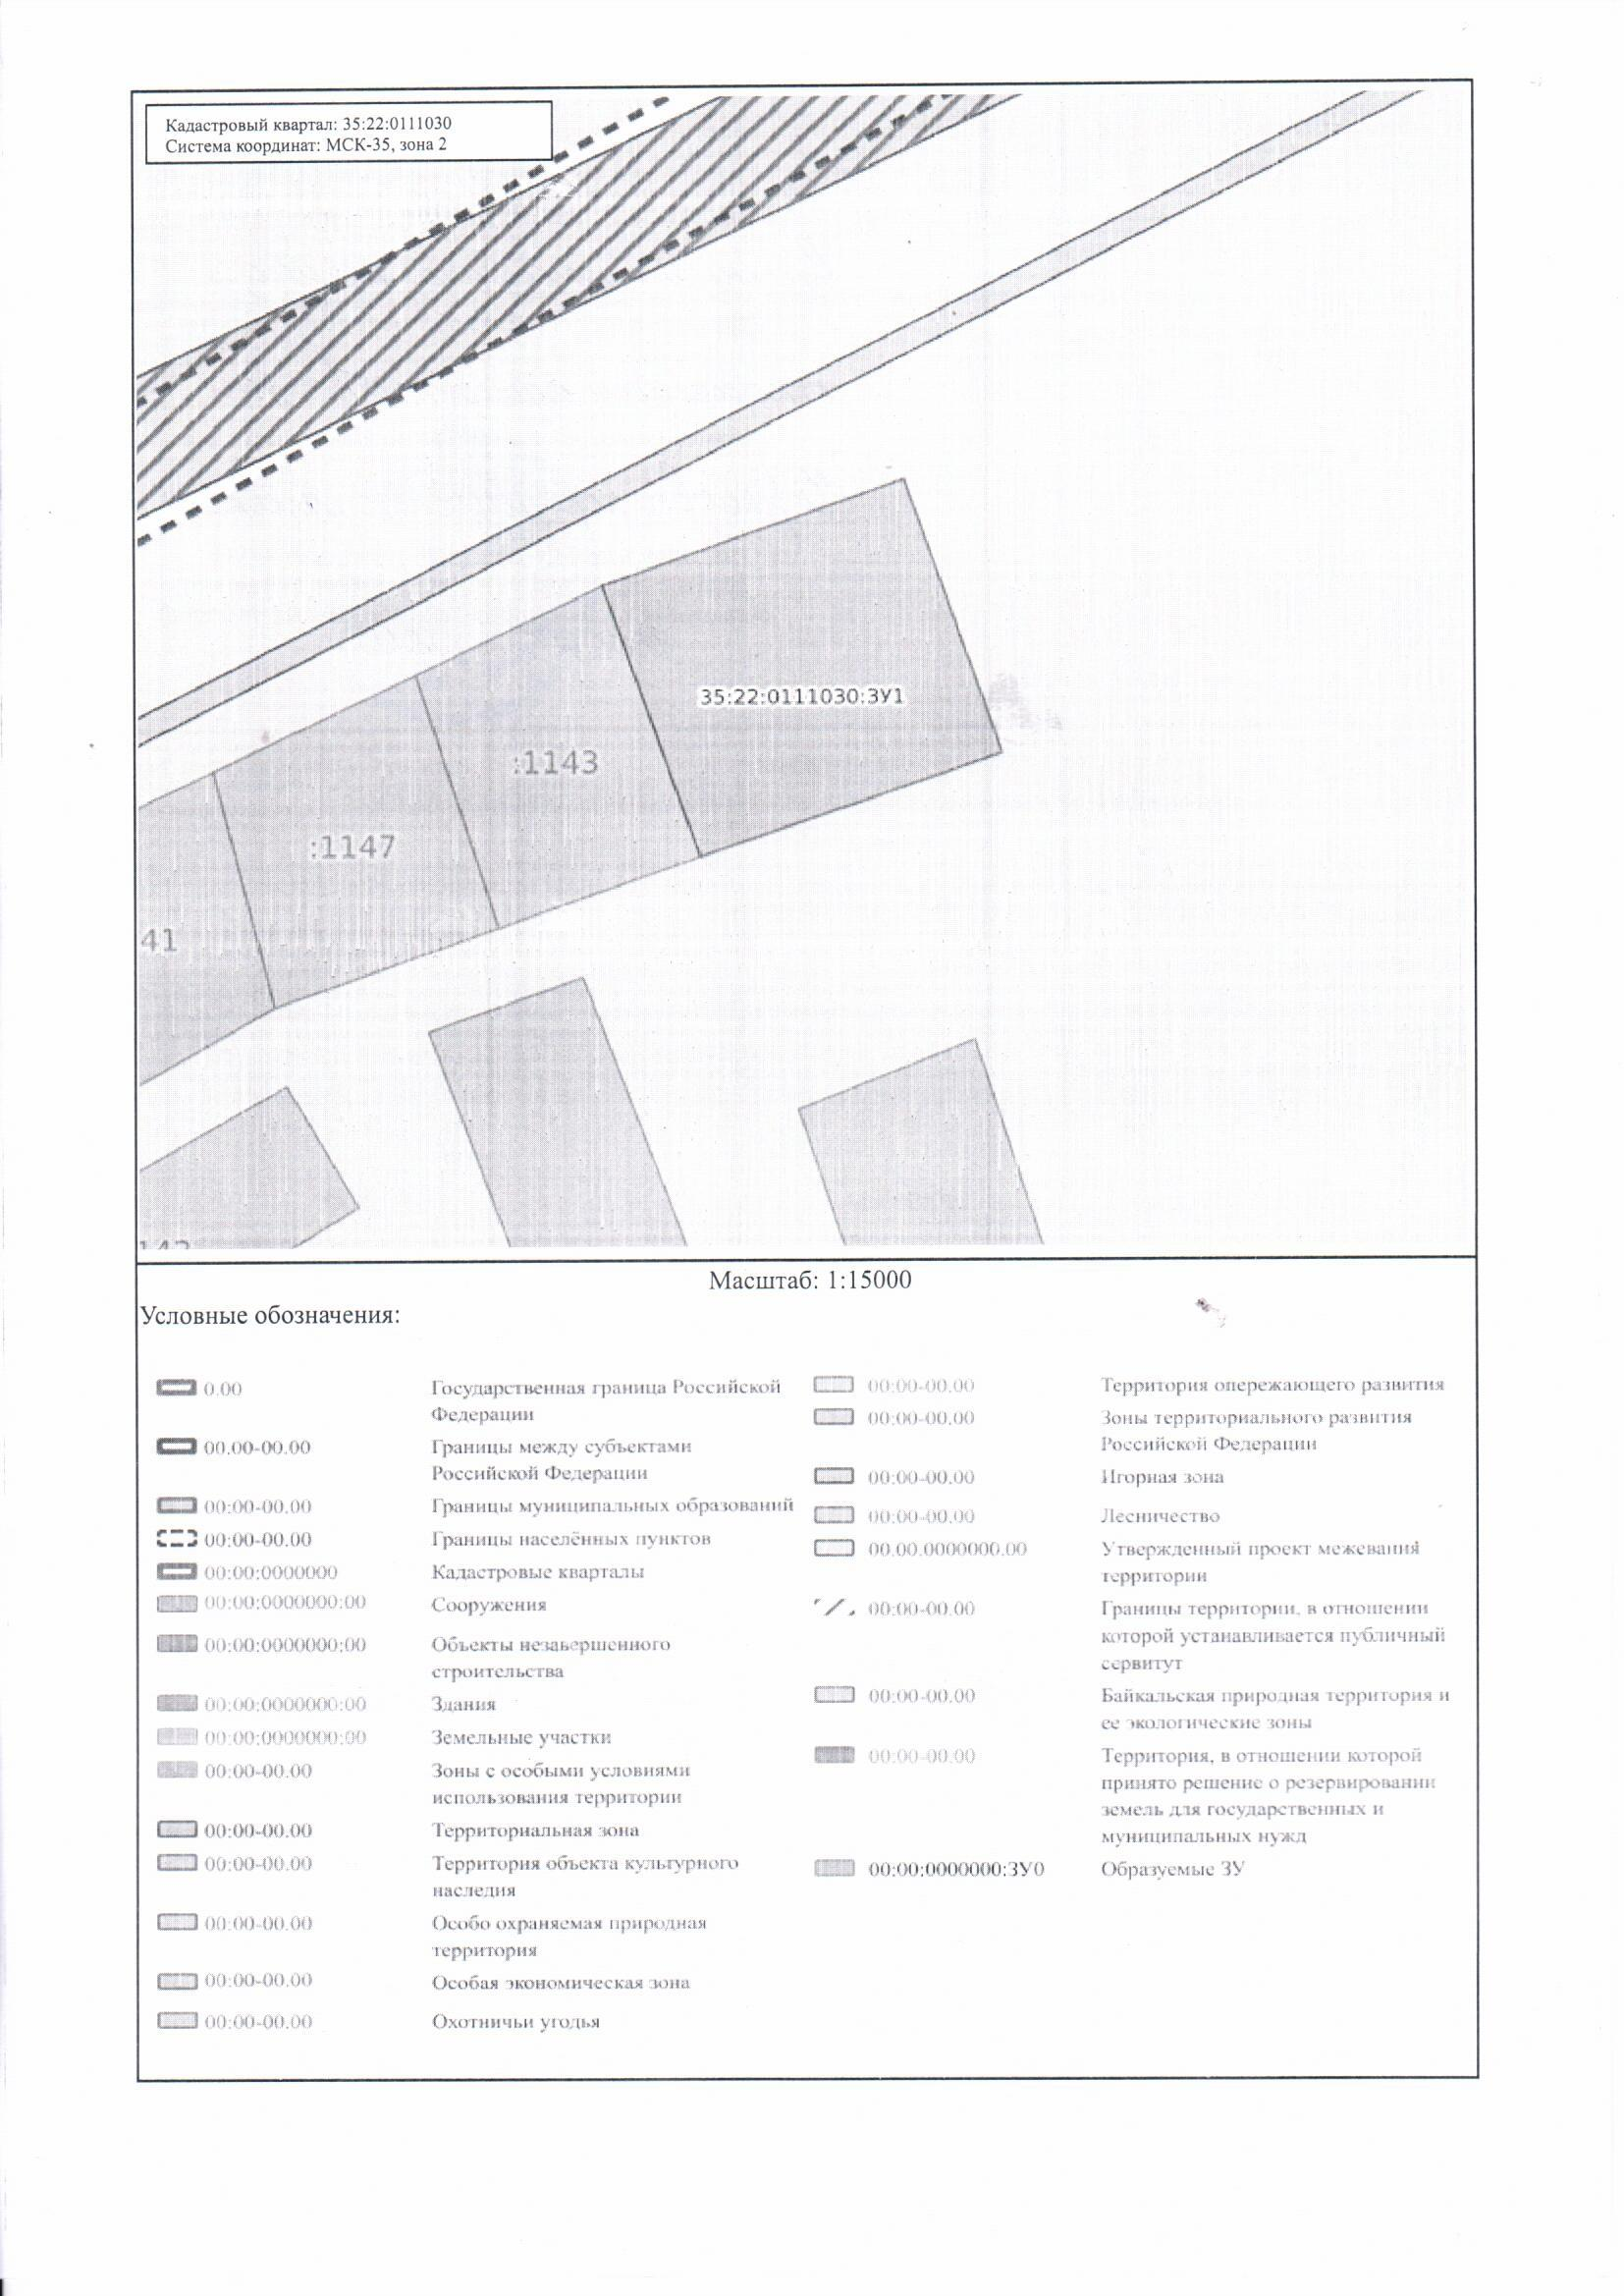 Кадастровый квартал: 35:22:0111030
Система координат: МСК-35, зона 2
35:22:0111030:ЗУ1
:1143
:1147
41
142
Масштаб: 1:15000
Условные обозначения:
0.00 Государственная граница Российской
Федерации
00.00-00.00 Границы между субъектами
Российской Федерации
00:00-00.00 Границы муниципальных образований
00:00-00.00 Границы населённых пунктов
00:00:0000000 Кадастровые кварталы
00:00:0000000:00 Сооружения
00:00:0000000:00 Объекты незавершенного
строительства
00:00:0000000:00 Здания
00:00:0000000:00 Земельные участки
00:00-00.00 Зоны с особыми условиями
использования территории
00:00-00.00 Территориальная зона
00:00-00.00 Территория объекта культурного
наследия
00:00-00.00 Особо охраняемая природная
территория
00:00-00.00 Особая экономическая зона
00:00-00.00 Охотничьи угодья
00:00-00.00 Территория опережающего развития
00:00-00.00 Зоны территориального развития
Российской Федерации
00:00-00.00 Игорная зона
00:00-00.00 Лесничество
00.00.0000000.00 Утвержденный проект межевания
территории
00:00-00.00 Границы территории, в отношении
которой устанавливается публичный
сервитут
00:00-00.00 Байкальская природная территория и
ее экологические зоны
00:00-00.00 Территория, в отношении которой
принято решение о резервировании
земель для государственных и
муниципальных нужд
00:00:0000000:ЗУ0 Образуемые ЗУ